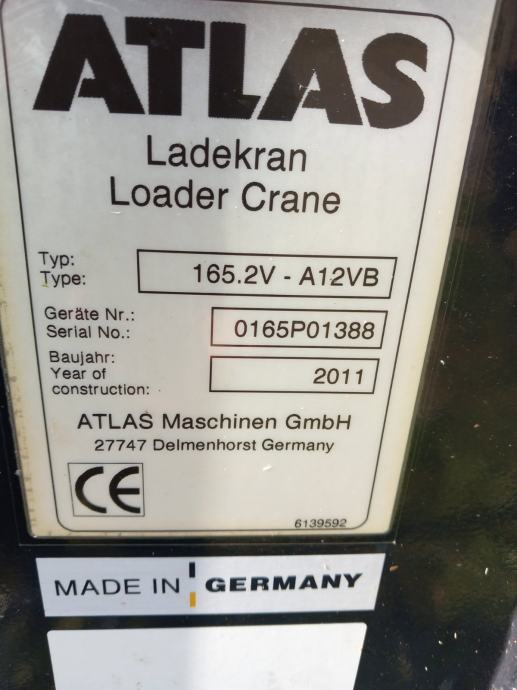 ATLAS
Ladekran
Loader Crane
Typ:
Type: 165.2V - A12VB
Geräte Nr.:
Serial No.: 0165P01388
Baujahr:
Year of
construction: 2011
ATLAS Maschinen GmbH
27747 Delmenhorst Germany
CE
6139592
MADE IN GERMANY